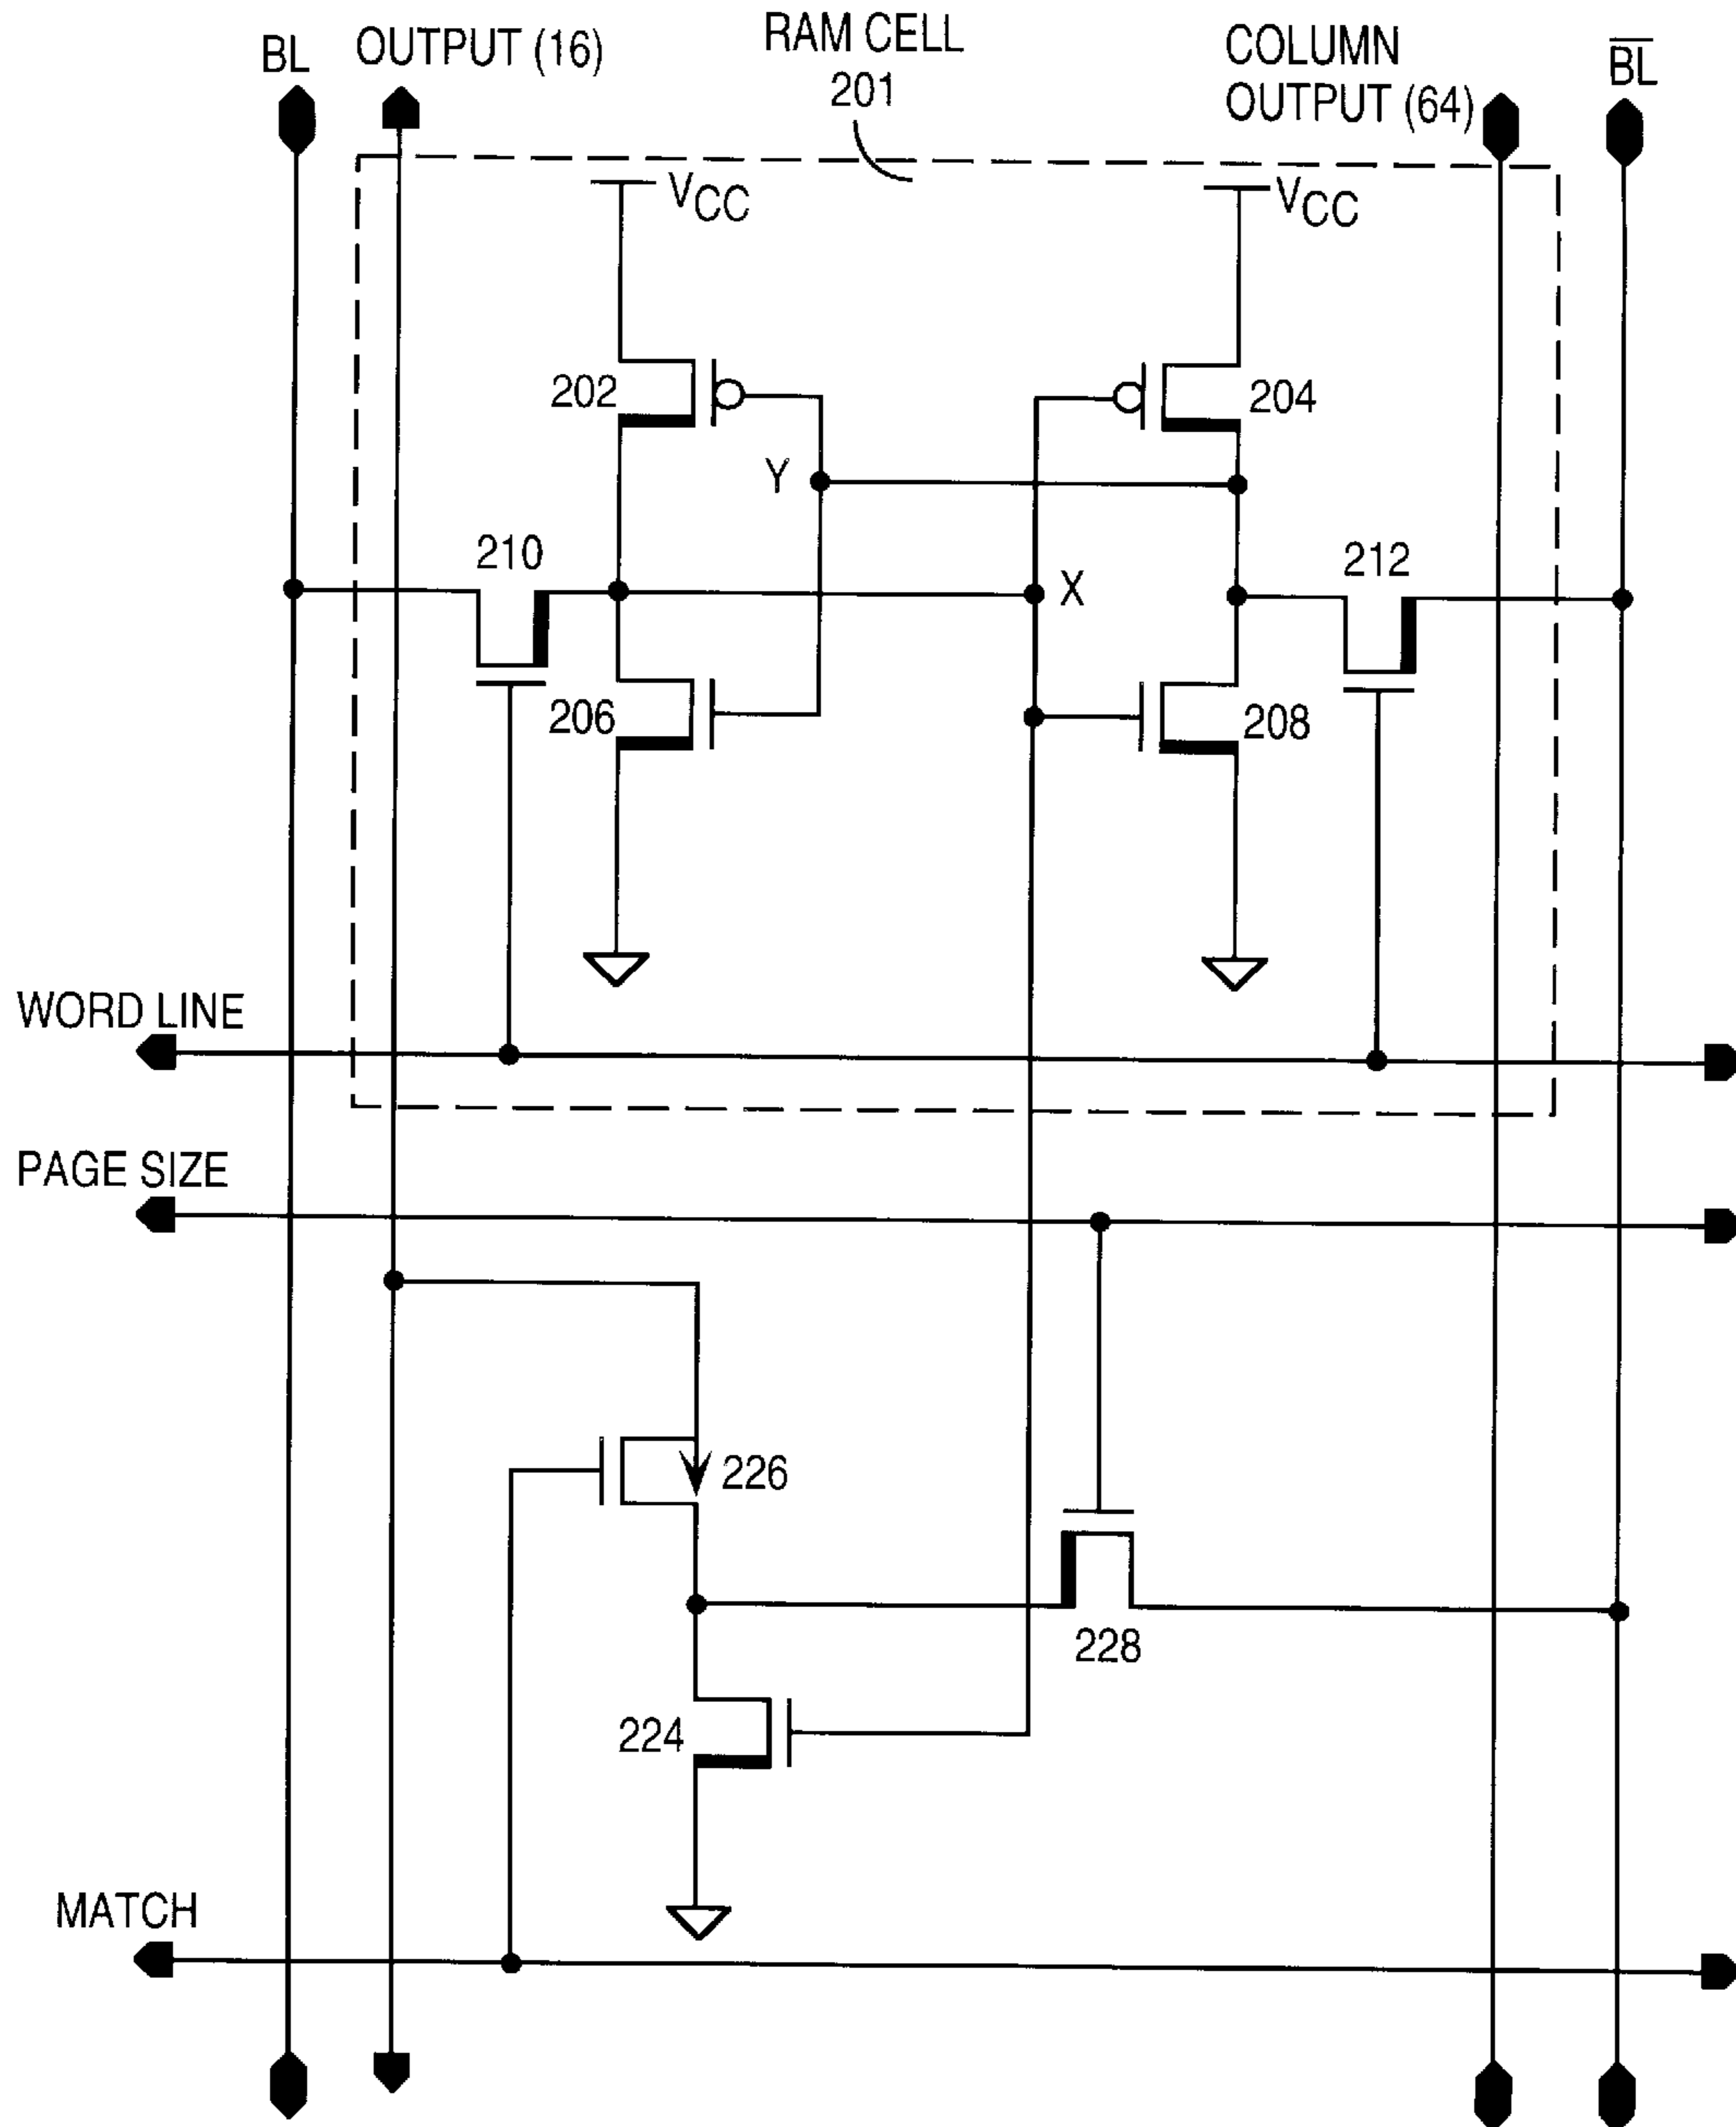 BL
OUTPUT (16)
RAM CELL
201
COLUMN
OUTPUT (64)
B̅L̅
VCC
VCC
202
204
Y
210
212
X
206
208
WORD LINE
PAGE SIZE
226
228
224
MATCH